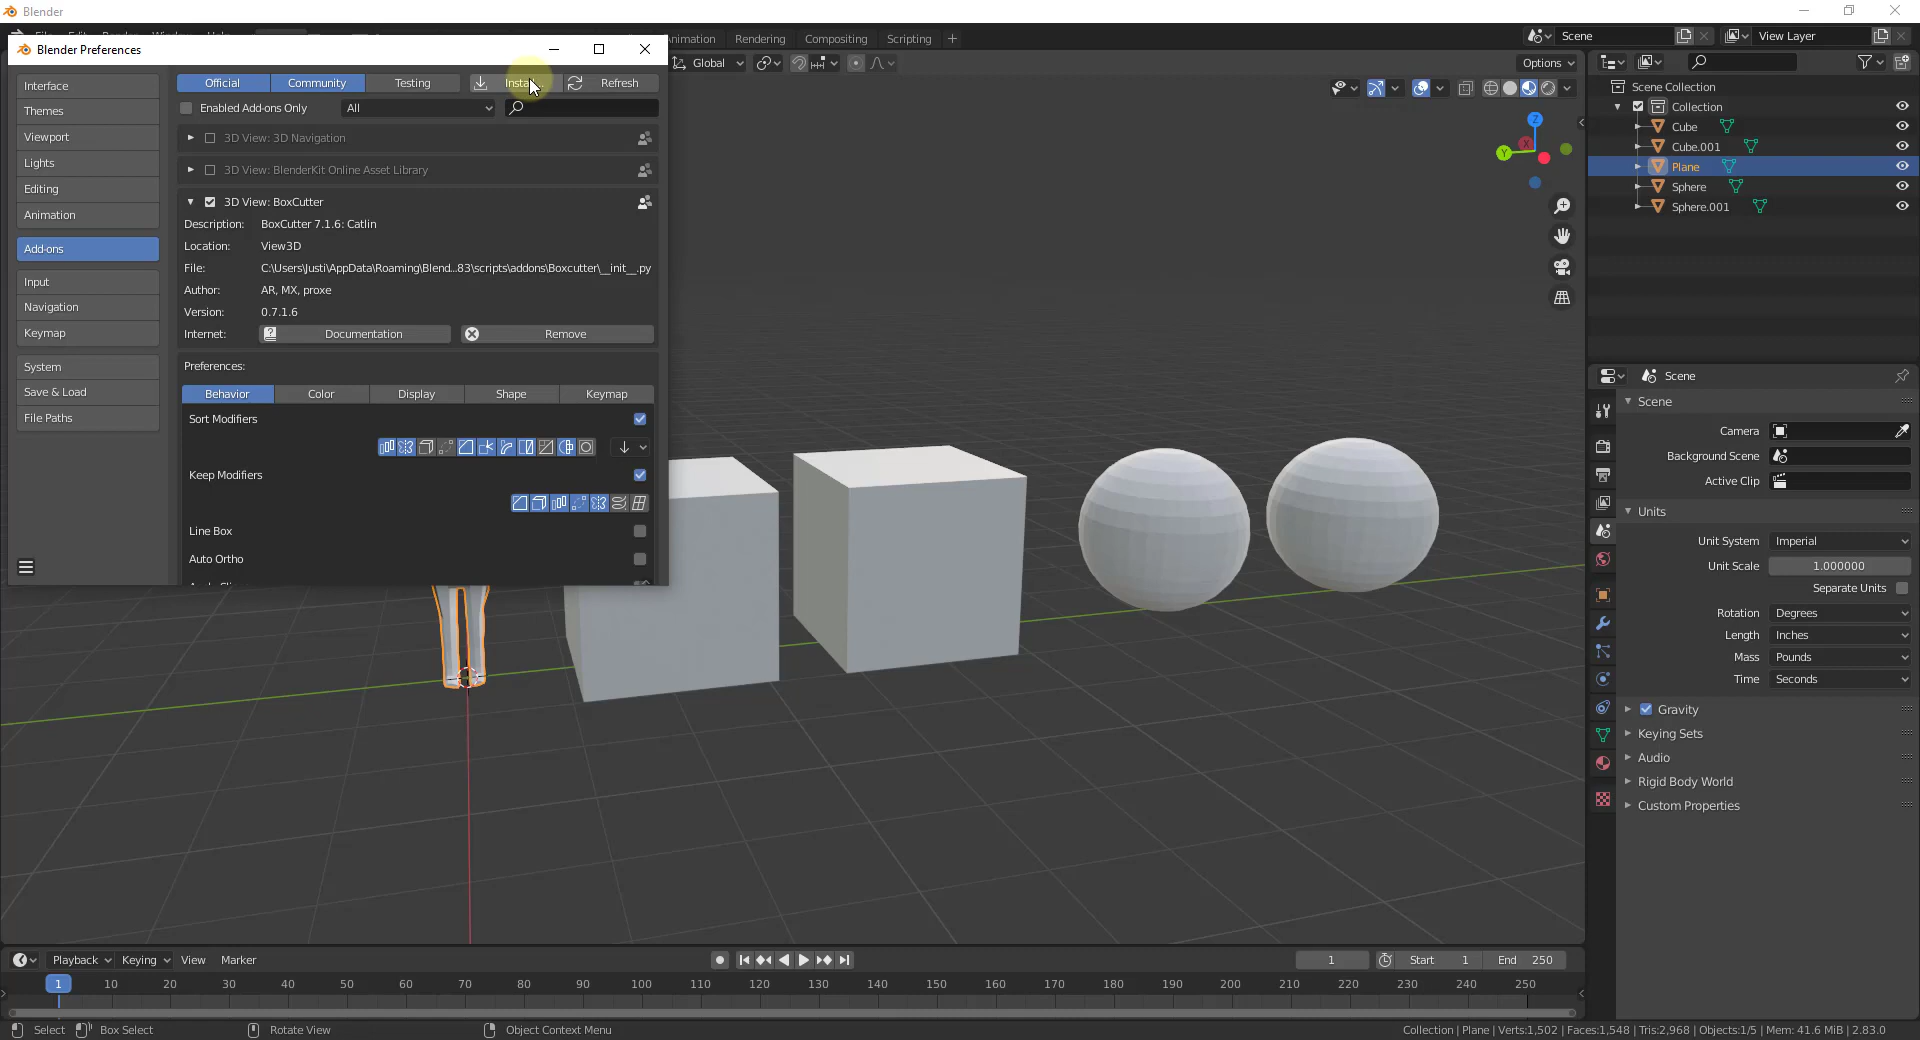 Blender
Animation
Rendering
Compositing
Scripting
Scene
View Layer
Blender Preferences
Global
Options
Interface
Themes
Viewport
Lights
Editing
Animation
Add-ons
Input
Navigation
Keymap
System
Save & Load
File Paths
Official
Community
Testing
Install
Refresh
Enabled Add-ons Only
All
3D View: 3D Navigation
3D View: BlenderKit Online Asset Library
3D View: BoxCutter
Description: BoxCutter 7.1.6: Catlin
Location: View3D
File: C:\Users\Justi\AppData\Roaming\Blend...83\scripts\addons\Boxcutter\__init__.py
Author: AR, MX, proxe
Version: 0.7.1.6
Internet: Documentation Remove
Preferences:
Behavior Color Display Shape Keymap
Sort Modifiers
Keep Modifiers
Line Box
Auto Ortho
Z
Y
X
Scene Collection
Collection
Cube
Cube.001
Plane
Sphere
Sphere.001
Scene
Scene
Camera
Background Scene
Active Clip
Units
Unit System Imperial
Unit Scale 1.000000
Separate Units
Rotation Degrees
Length Inches
Mass Pounds
Time Seconds
Gravity
Keying Sets
Audio
Rigid Body World
Custom Properties
Playback Keying View Marker
1 Start 1 End 250
1 10 20 30 40 50 60 70 80 90 100 110 120 130 140 150 160 170 180 190 200 210 220 230 240 250
Select Box Select Rotate View Object Context Menu
Collection | Plane | Verts:1,502 | Faces:1,548 | Tris:2,968 | Objects:1/5 | Mem: 41.6 MiB | 2.83.0